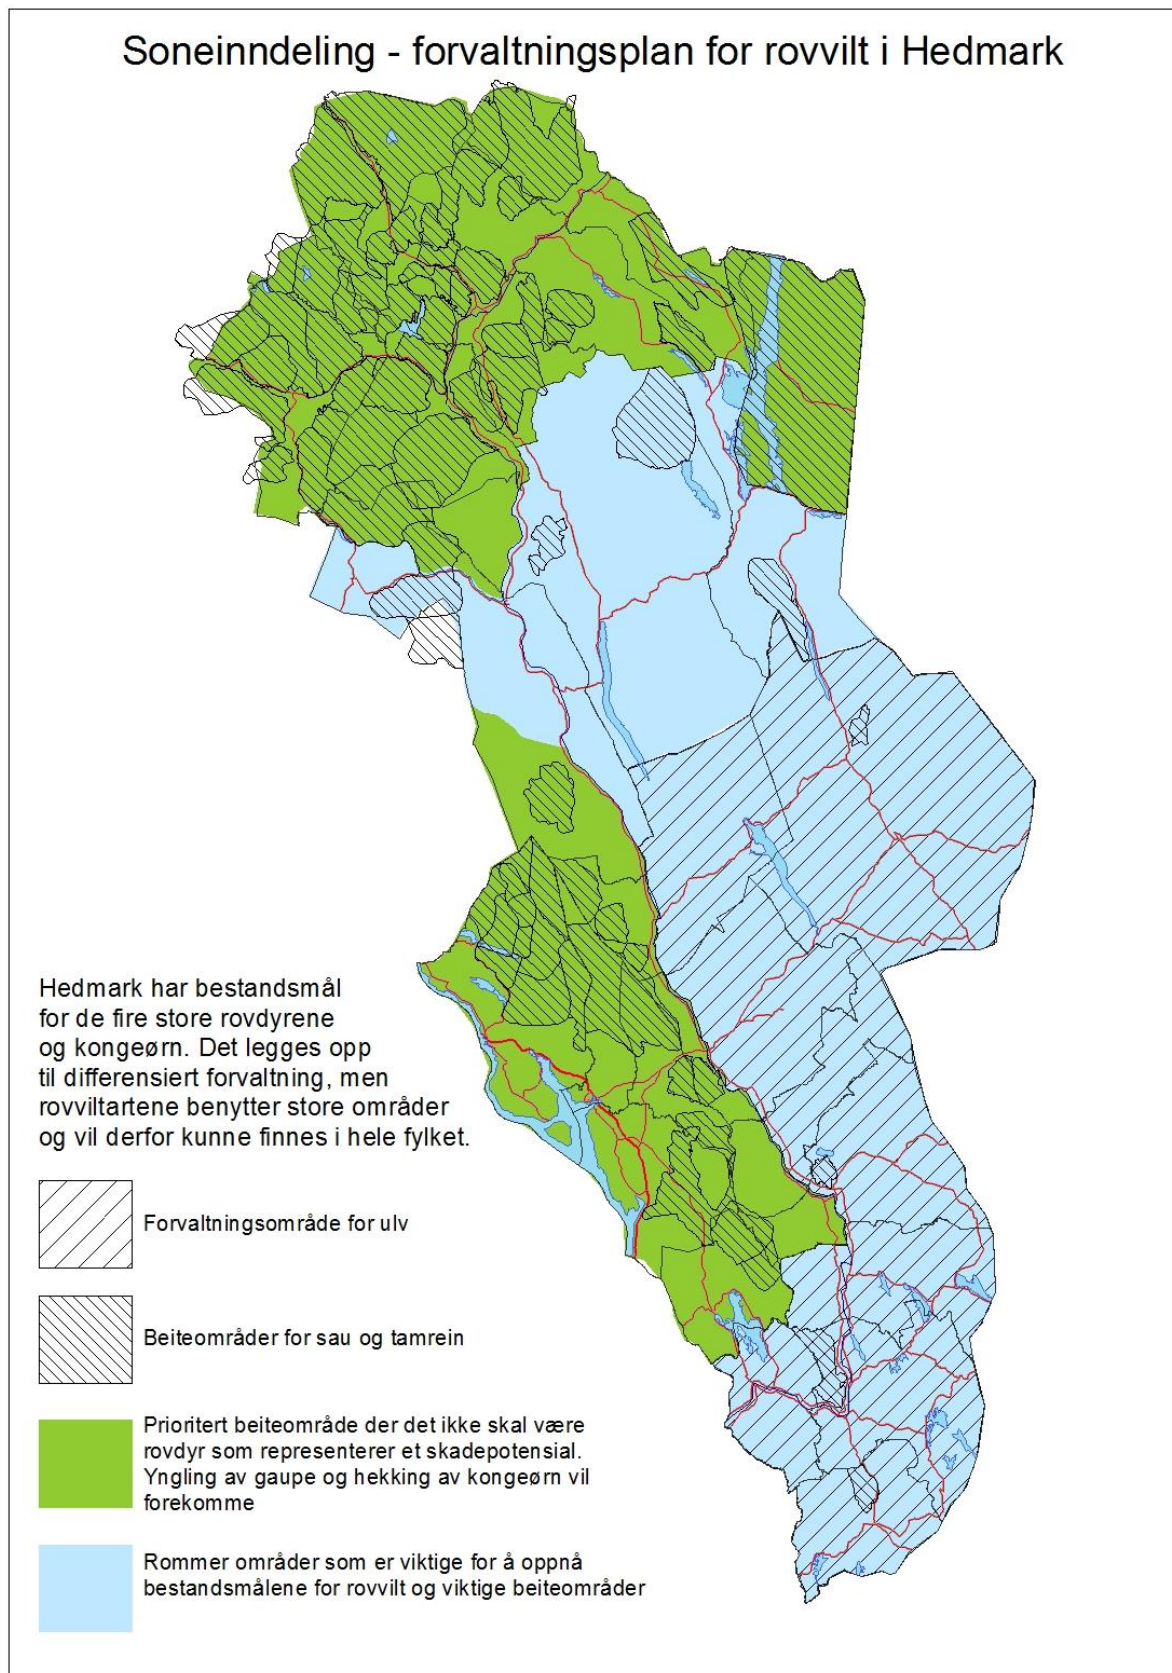 Soneinndeling - forvaltningsplan for rovvilt i Hedmark
Hedmark har bestandsmål
for de fire store rovdyrene
og kongeørn. Det legges opp
til differensiert forvaltning, men
rovviltartene benytter store områder
og vil derfor kunne finnes i hele fylket.
Forvaltningsområde for ulv
Beiteområder for sau og tamrein
Prioritert beiteområde der det ikke skal være
rovdyr som representerer et skadepotensial.
Yngling av gaupe og hekking av kongeørn vil
forekomme
Rommer områder som er viktige for å oppnå
bestandsmålene for rovvilt og viktige beiteområder